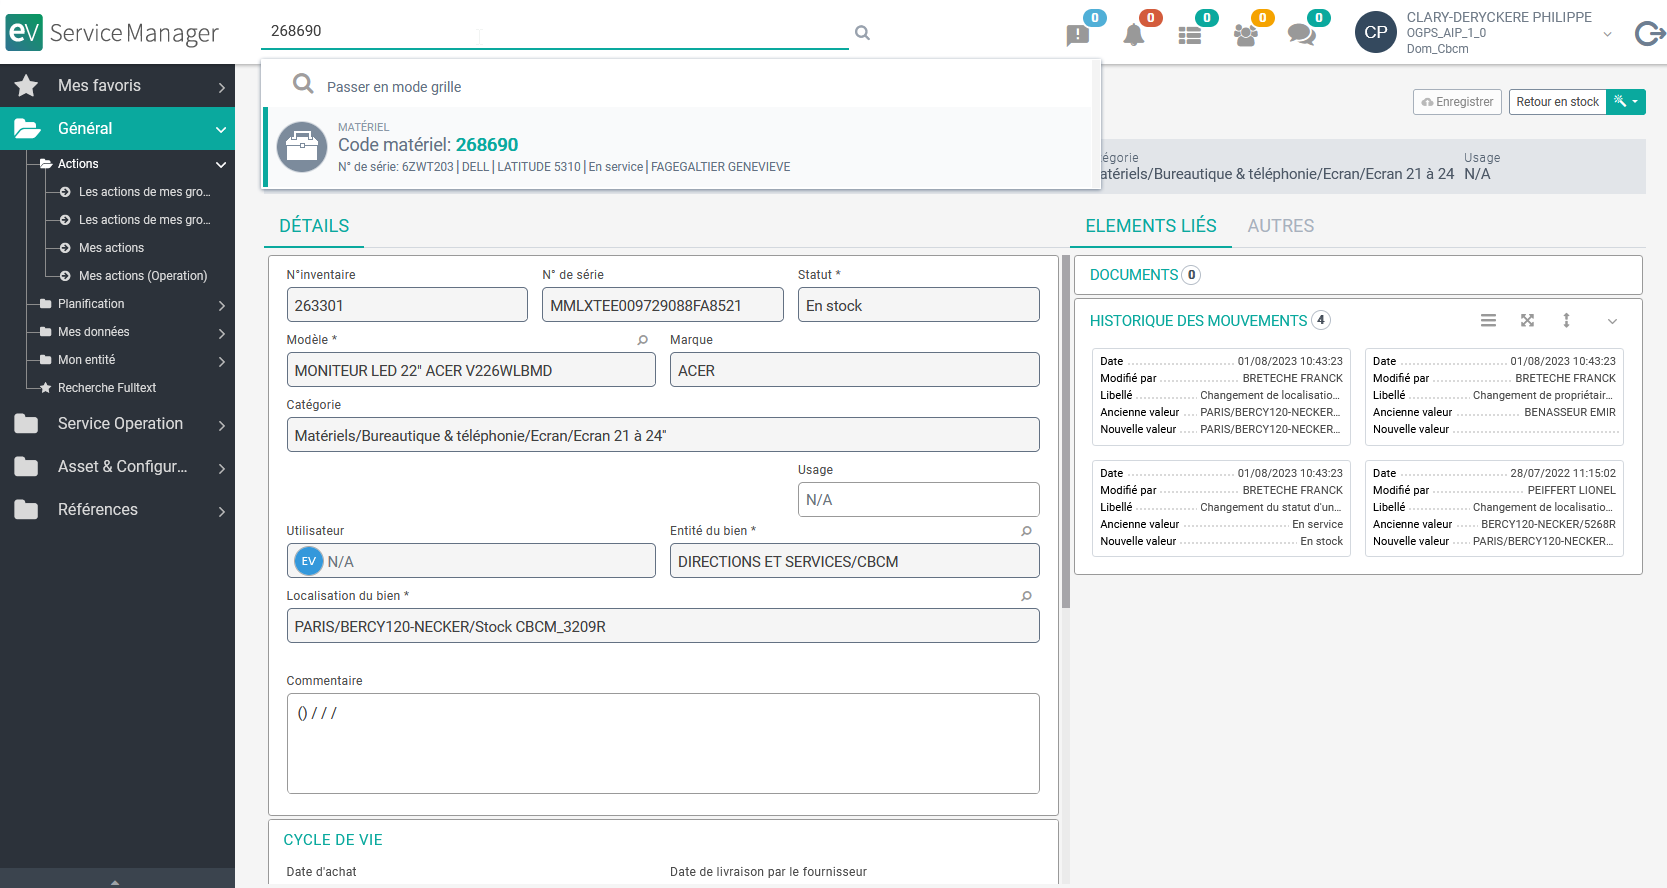 eV Service Manager
268690
0
0
0
0
0
CP
CLARY-DERYCKERE PHILIPPE
OGPS_AIP_1_0
Dom_Cbcm
Mes favoris
Général
Actions
Les actions de mes gro...
Les actions de mes gro...
Mes actions
Mes actions (Operation)
Planification
Mes données
Mon entité
Recherche Fulltext
Service Operation
Asset & Configur...
Références
Passer en mode grille
MATÉRIEL
Code matériel: 268690
N° de série: 6ZWT203 | DELL | LATITUDE 5310 | En service | FAGEGALTIER GENEVIEVE
Enregistrer
Retour en stock
égorie
Usage
atériels/Bureautique & téléphonie/Ecran/Ecran 21 à 24
N/A
DÉTAILS
N°inventaire
N° de série
Statut *
263301
MMLXTEE009729088FA8521
En stock
Modèle *
Marque
MONITEUR LED 22" ACER V226WLBMD
ACER
Catégorie
Matériels/Bureautique & téléphonie/Ecran/Ecran 21 à 24"
Usage
N/A
Utilisateur
Entité du bien *
EV N/A
DIRECTIONS ET SERVICES/CBCM
Localisation du bien *
PARIS/BERCY120-NECKER/Stock CBCM_3209R
Commentaire
() / / /
CYCLE DE VIE
Date d'achat
Date de livraison par le fournisseur
ELEMENTS LIÉS
AUTRES
DOCUMENTS 0
HISTORIQUE DES MOUVEMENTS 4
Date 01/08/2023 10:43:23
Modifié par BRETECHE FRANCK
Libellé Changement de localisatio...
Ancienne valeur PARIS/BERCY120-NECKER...
Nouvelle valeur PARIS/BERCY120-NECKER...
Date 01/08/2023 10:43:23
Modifié par BRETECHE FRANCK
Libellé Changement de propriétair...
Ancienne valeur BENASSEUR EMIR
Nouvelle valeur
Date 01/08/2023 10:43:23
Modifié par BRETECHE FRANCK
Libellé Changement du statut d'un...
Ancienne valeur En service
Nouvelle valeur En stock
Date 28/07/2022 11:15:02
Modifié par PEIFFERT LIONEL
Libellé Changement de localisatio...
Ancienne valeur BERCY120-NECKER/5268R
Nouvelle valeur PARIS/BERCY120-NECKER...